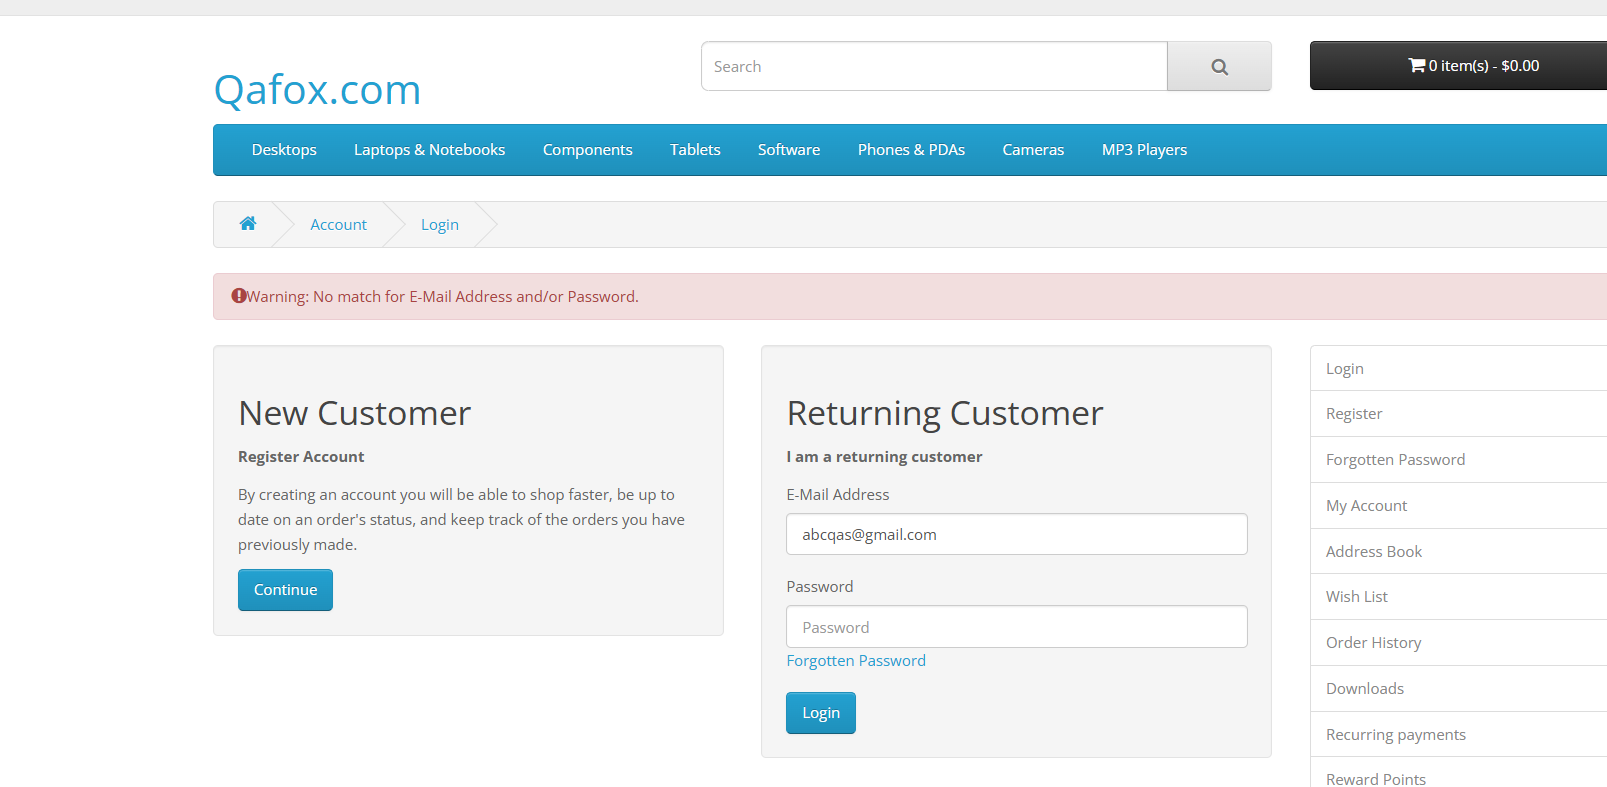 Search
0 item(s) - $0.00
Qafox.com
Desktops Laptops & Notebooks Components Tablets Software Phones & PDAs Cameras MP3 Players
Account Login
Warning: No match for E-Mail Address and/or Password.
New Customer
Register Account
By creating an account you will be able to shop faster, be up to
date on an order's status, and keep track of the orders you have
previously made.
Continue
Returning Customer
I am a returning customer
E-Mail Address
abcqas@gmail.com
Password
Password
Forgotten Password
Login
Login
Register
Forgotten Password
My Account
Address Book
Wish List
Order History
Downloads
Recurring payments
Reward Points